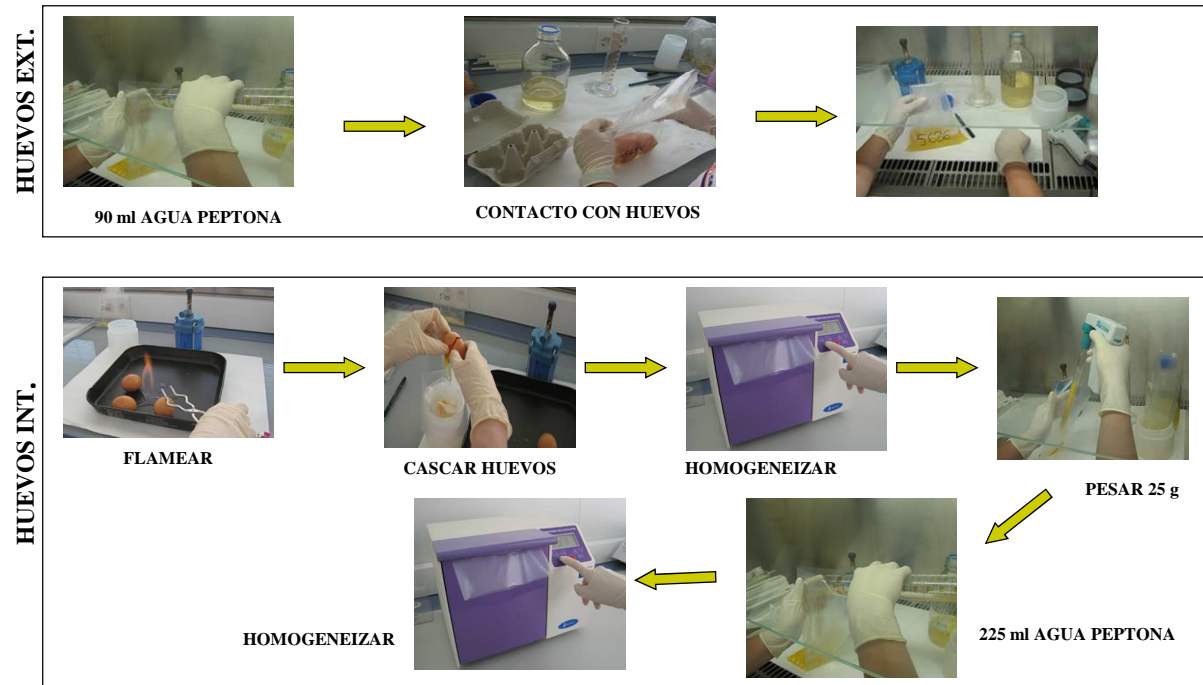 HUEVOS EXT.
90 ml AGUA PEPTONA
CONTACTO CON HUEVOS
5626
HUEVOS INT.
FLAMEAR
CASCAR HUEVOS
HOMOGENEIZAR
PESAR 25 g
HOMOGENEIZAR
225 ml AGUA PEPTONA